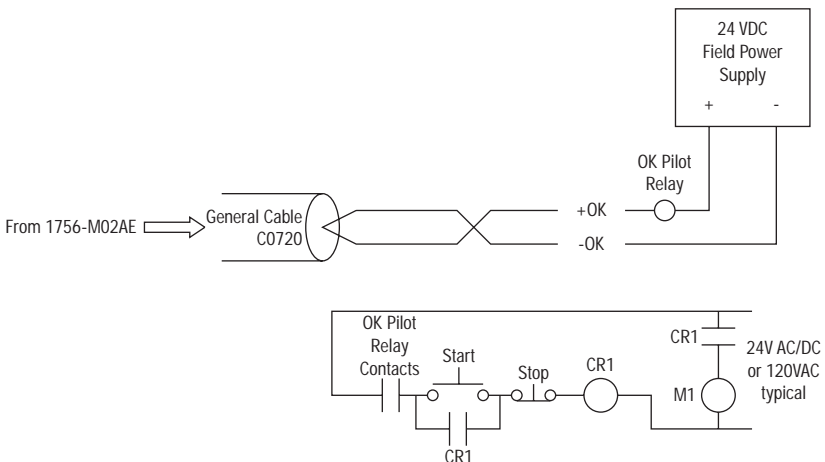 24 VDC
Field Power
Supply
+ -
OK Pilot
Relay
From 1756-M02AE
General Cable
C0720
+OK
-OK
OK Pilot
Relay
Contacts
Start
Stop
CR1
CR1
M1
24V AC/DC
or 120VAC
typical
CR1